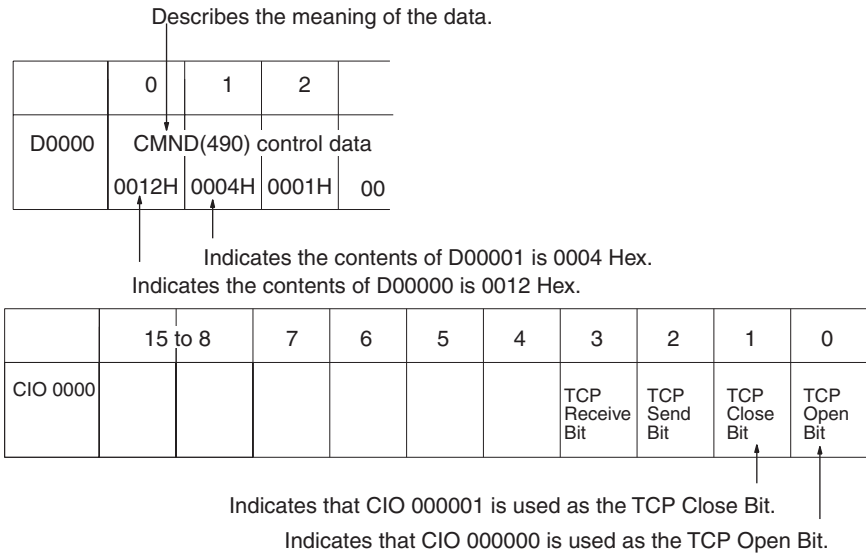 Describes the meaning of the data.
0 1 2
D0000 CMND(490) control data
0012H 0004H 0001H 00
Indicates the contents of D00001 is 0004 Hex.
Indicates the contents of D00000 is 0012 Hex.
15 to 8 7 6 5 4 3 2 1 0
CIO 0000 TCP Receive Bit TCP Send Bit TCP Close Bit TCP Open Bit
Indicates that CIO 000001 is used as the TCP Close Bit.
Indicates that CIO 000000 is used as the TCP Open Bit.